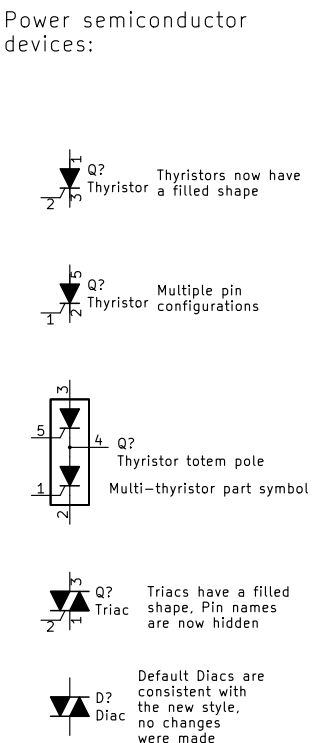 Power semiconductor
devices:
1
Q?
Thyristor
2
3
Thyristors now have
a filled shape
5
Q?
Thyristor
1
2
Multiple pin
configurations
3
5
4
Q?
Thyristor totem pole
1
Multi-thyristor part symbol
2
3
Q?
Triac
2
1
Triacs have a filled
shape, Pin names
are now hidden
D?
Diac
Default Diacs are
consistent with
the new style,
no changes
were made